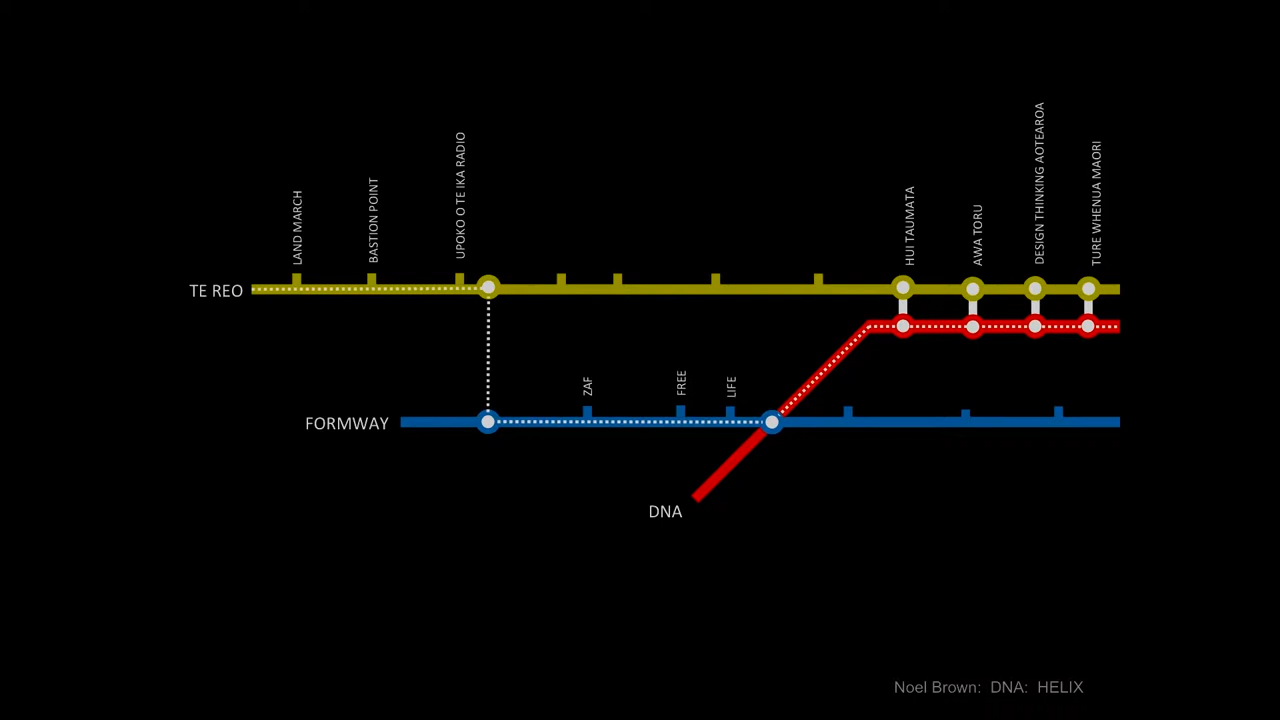 LAND MARCH
BASTION POINT
UPOKO O TE IKA RADIO
HUI TAUMATA
AWA TORU
DESIGN THINKING AOTEAROA
TURE WHENUA MAORI
TE REO
ZAF
FREE
LIFE
FORMWAY
DNA
Noel Brown: DNA: HELIX